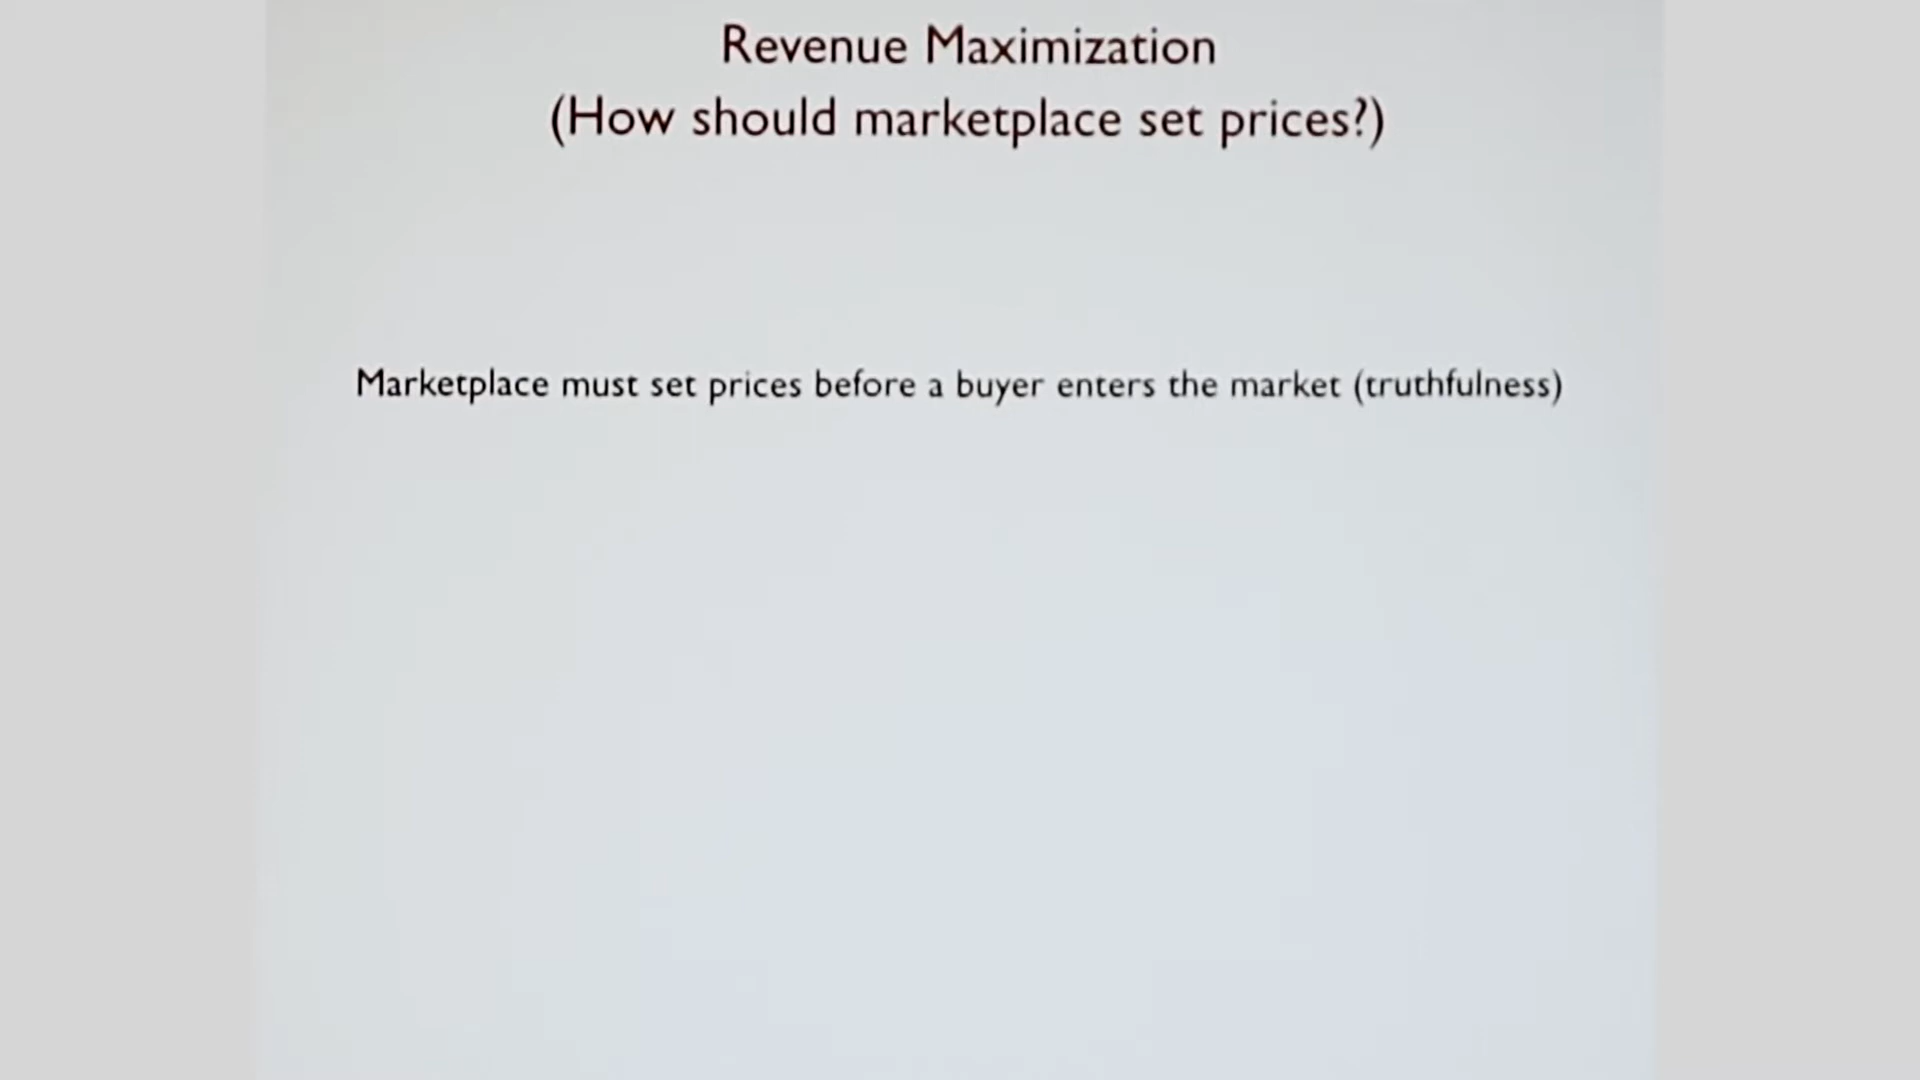 Revenue Maximization
(How should marketplace set prices?)
Marketplace must set prices before a buyer enters the market (truthfulness)